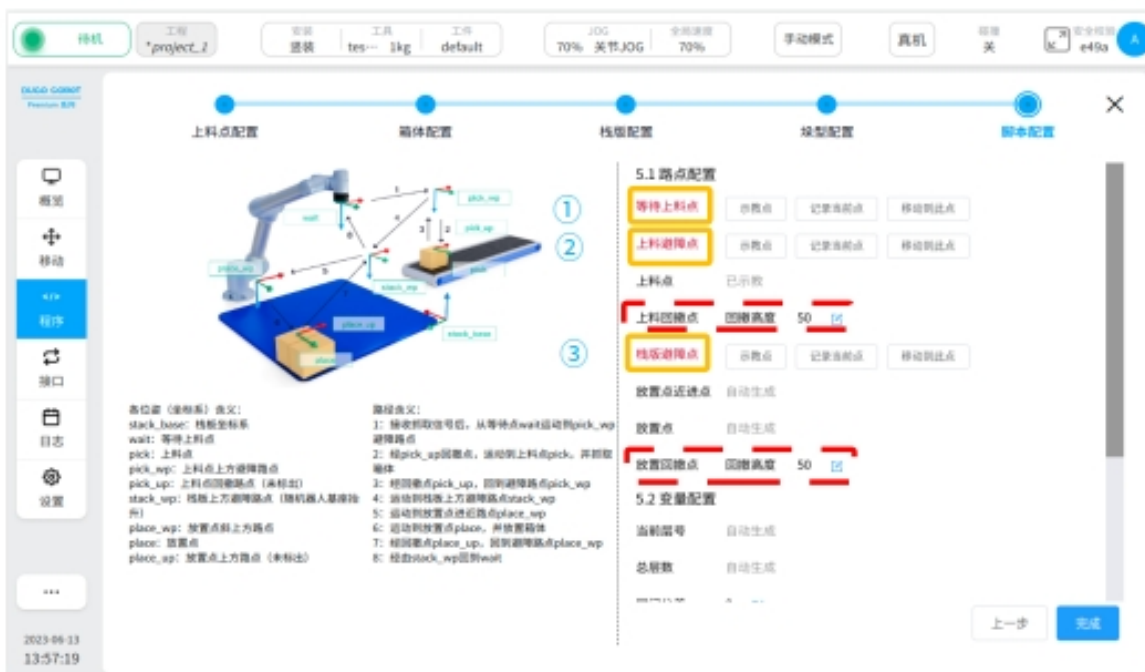 待机
工程
*project_1
安装
竖装
工具
tes··· 1kg
工件
default
JOG
70% 关节JOG
全局速度
70%
手动模式
真机
碰撞
关
e49a
A
上料点配置
箱体配置
栈版配置
垛型配置
脚本配置
概览
移动
程序
接口
日志
设置
···
2023-06-13
13:57:19
wait
pick_wp
pick_up
pick
place_wp
stack_wp
stack_base
place_up
place
①
②
③
各位姿（坐标系）含义：
stack_base：栈板坐标系
wait：等待上料点
pick：上料点
pick_wp：上料点上方避障路点
pick_up：上料点回撤路点（未标出）
stack_wp：栈板上方避障路点（随机器人基座抬
升）
place_wp：放置点斜上方路点
place：放置点
place_up：放置点上方路点（未标出）
路径含义：
1：接收抓取信号后，从等待点wait运动到pick_wp
避障路点
2：经pick_up回撤点，运动到上料点pick，并抓取
箱体
3：经回撤点pick_up，回到避障路点pick_wp
4：运动到栈板上方避障路点stack_wp
5：运动到放置点进近路点place_wp
6：运动到放置点place，并放置箱体
7：经回撤点place_up，回到避障路点place_wp
8：经由stack_wp回到wait
5.1 路点配置
等待上料点 示教点 记录当前点 移动到此点
上料避障点 示教点 记录当前点 移动到此点
上料点 已示教
上料回撤点 回撤高度 50
栈版避障点 示教点 记录当前点 移动到此点
放置点近进点 自动生成
放置点 自动生成
放置回撤点 回撤高度 50
5.2 变量配置
当前层号 自动生成
总层数 自动生成
上一步
完成